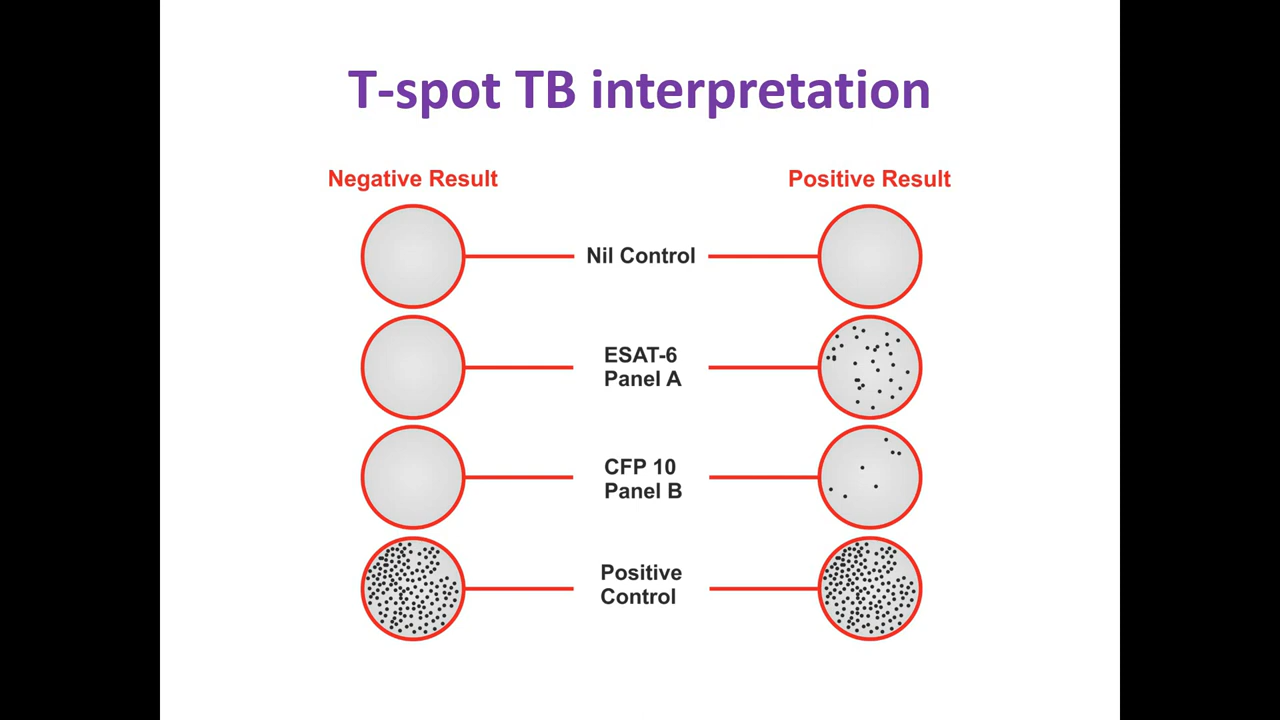 T-spot TB interpretation
Negative Result
Positive Result
Nil Control
ESAT-6
Panel A
CFP 10
Panel B
Positive
Control